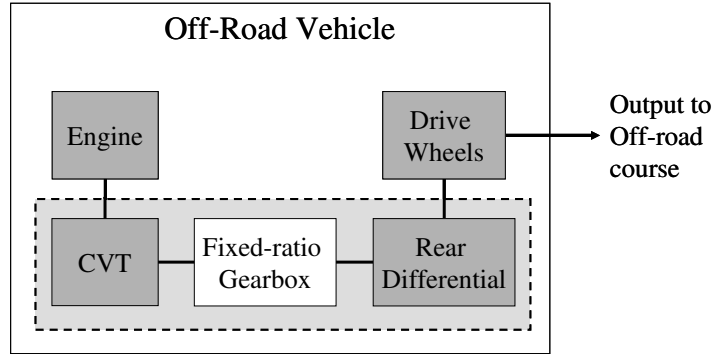 Off-Road Vehicle
Engine
Drive
Wheels
Output to
Off-road
course
CVT
Fixed-ratio
Gearbox
Rear
Differential